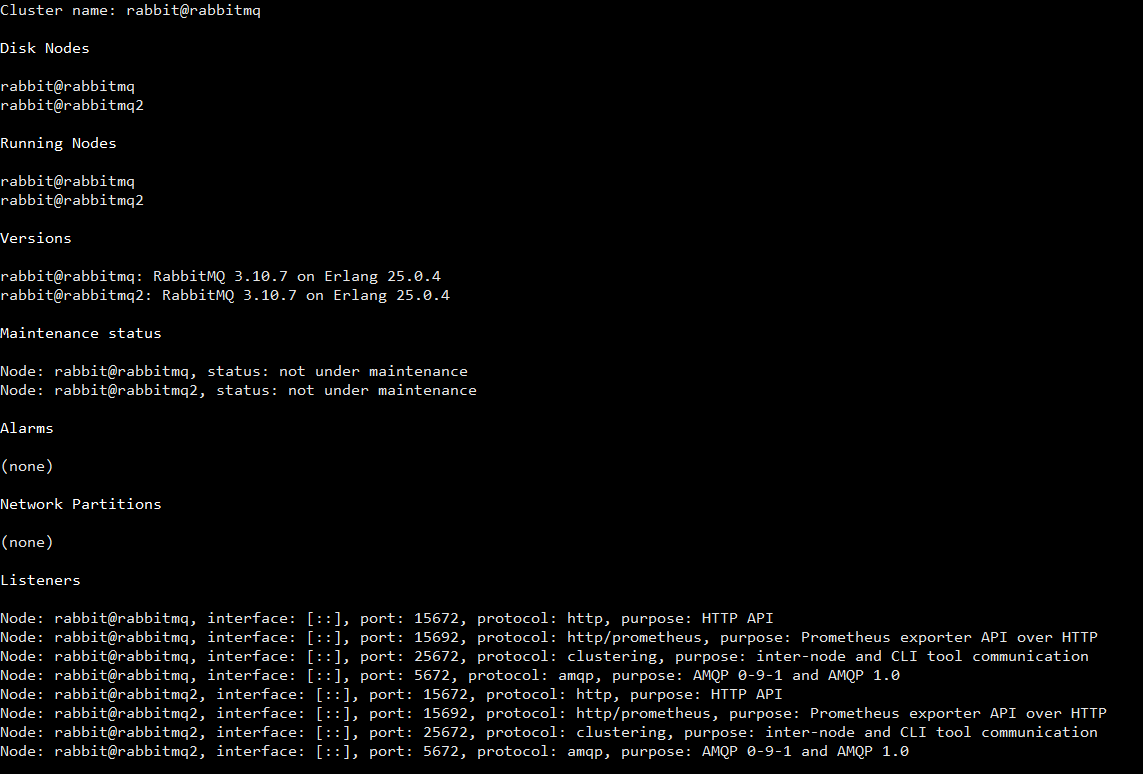 Cluster name: rabbit@rabbitmq
Disk Nodes
rabbit@rabbitmq
rabbit@rabbitmq2
Running Nodes
rabbit@rabbitmq
rabbit@rabbitmq2
Versions
rabbit@rabbitmq: RabbitMQ 3.10.7 on Erlang 25.0.4
rabbit@rabbitmq2: RabbitMQ 3.10.7 on Erlang 25.0.4
Maintenance status
Node: rabbit@rabbitmq, status: not under maintenance
Node: rabbit@rabbitmq2, status: not under maintenance
Alarms
(none)
Network Partitions
(none)
Listeners
Node: rabbit@rabbitmq, interface: [::], port: 15672, protocol: http, purpose: HTTP API
Node: rabbit@rabbitmq, interface: [::], port: 15692, protocol: http/prometheus, purpose: Prometheus exporter API over HTTP
Node: rabbit@rabbitmq, interface: [::], port: 25672, protocol: clustering, purpose: inter-node and CLI tool communication
Node: rabbit@rabbitmq, interface: [::], port: 5672, protocol: amqp, purpose: AMQP 0-9-1 and AMQP 1.0
Node: rabbit@rabbitmq2, interface: [::], port: 15672, protocol: http, purpose: HTTP API
Node: rabbit@rabbitmq2, interface: [::], port: 15692, protocol: http/prometheus, purpose: Prometheus exporter API over HTTP
Node: rabbit@rabbitmq2, interface: [::], port: 25672, protocol: clustering, purpose: inter-node and CLI tool communication
Node: rabbit@rabbitmq2, interface: [::], port: 5672, protocol: amqp, purpose: AMQP 0-9-1 and AMQP 1.0